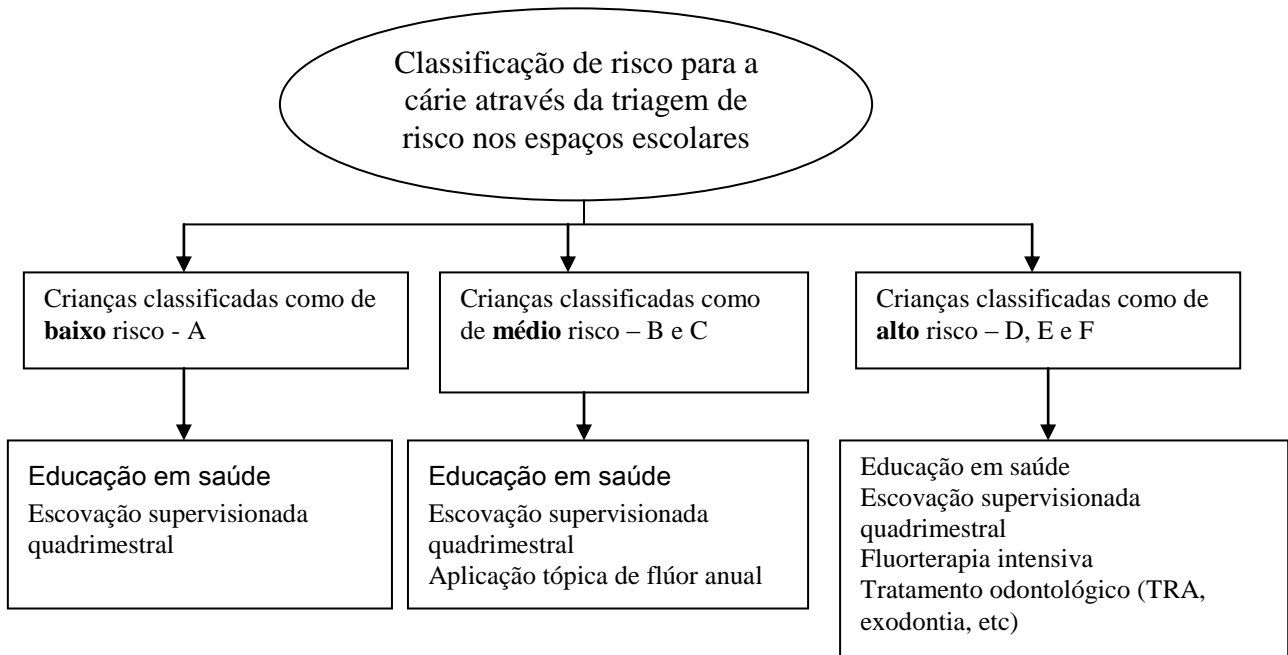 Classificação de risco para a
cárie através da triagem de
risco nos espaços escolares
Crianças classificadas como de
baixo risco - A
Crianças classificadas como
de médio risco – B e C
Crianças classificadas como de
alto risco – D, E e F
Educação em saúde
Escovação supervisionada
quadrimestral
Educação em saúde
Escovação supervisionada
quadrimestral
Aplicação tópica de flúor anual
Educação em saúde
Escovação supervisionada
quadrimestral
Fluorterapia intensiva
Tratamento odontológico (TRA,
exodontia, etc)